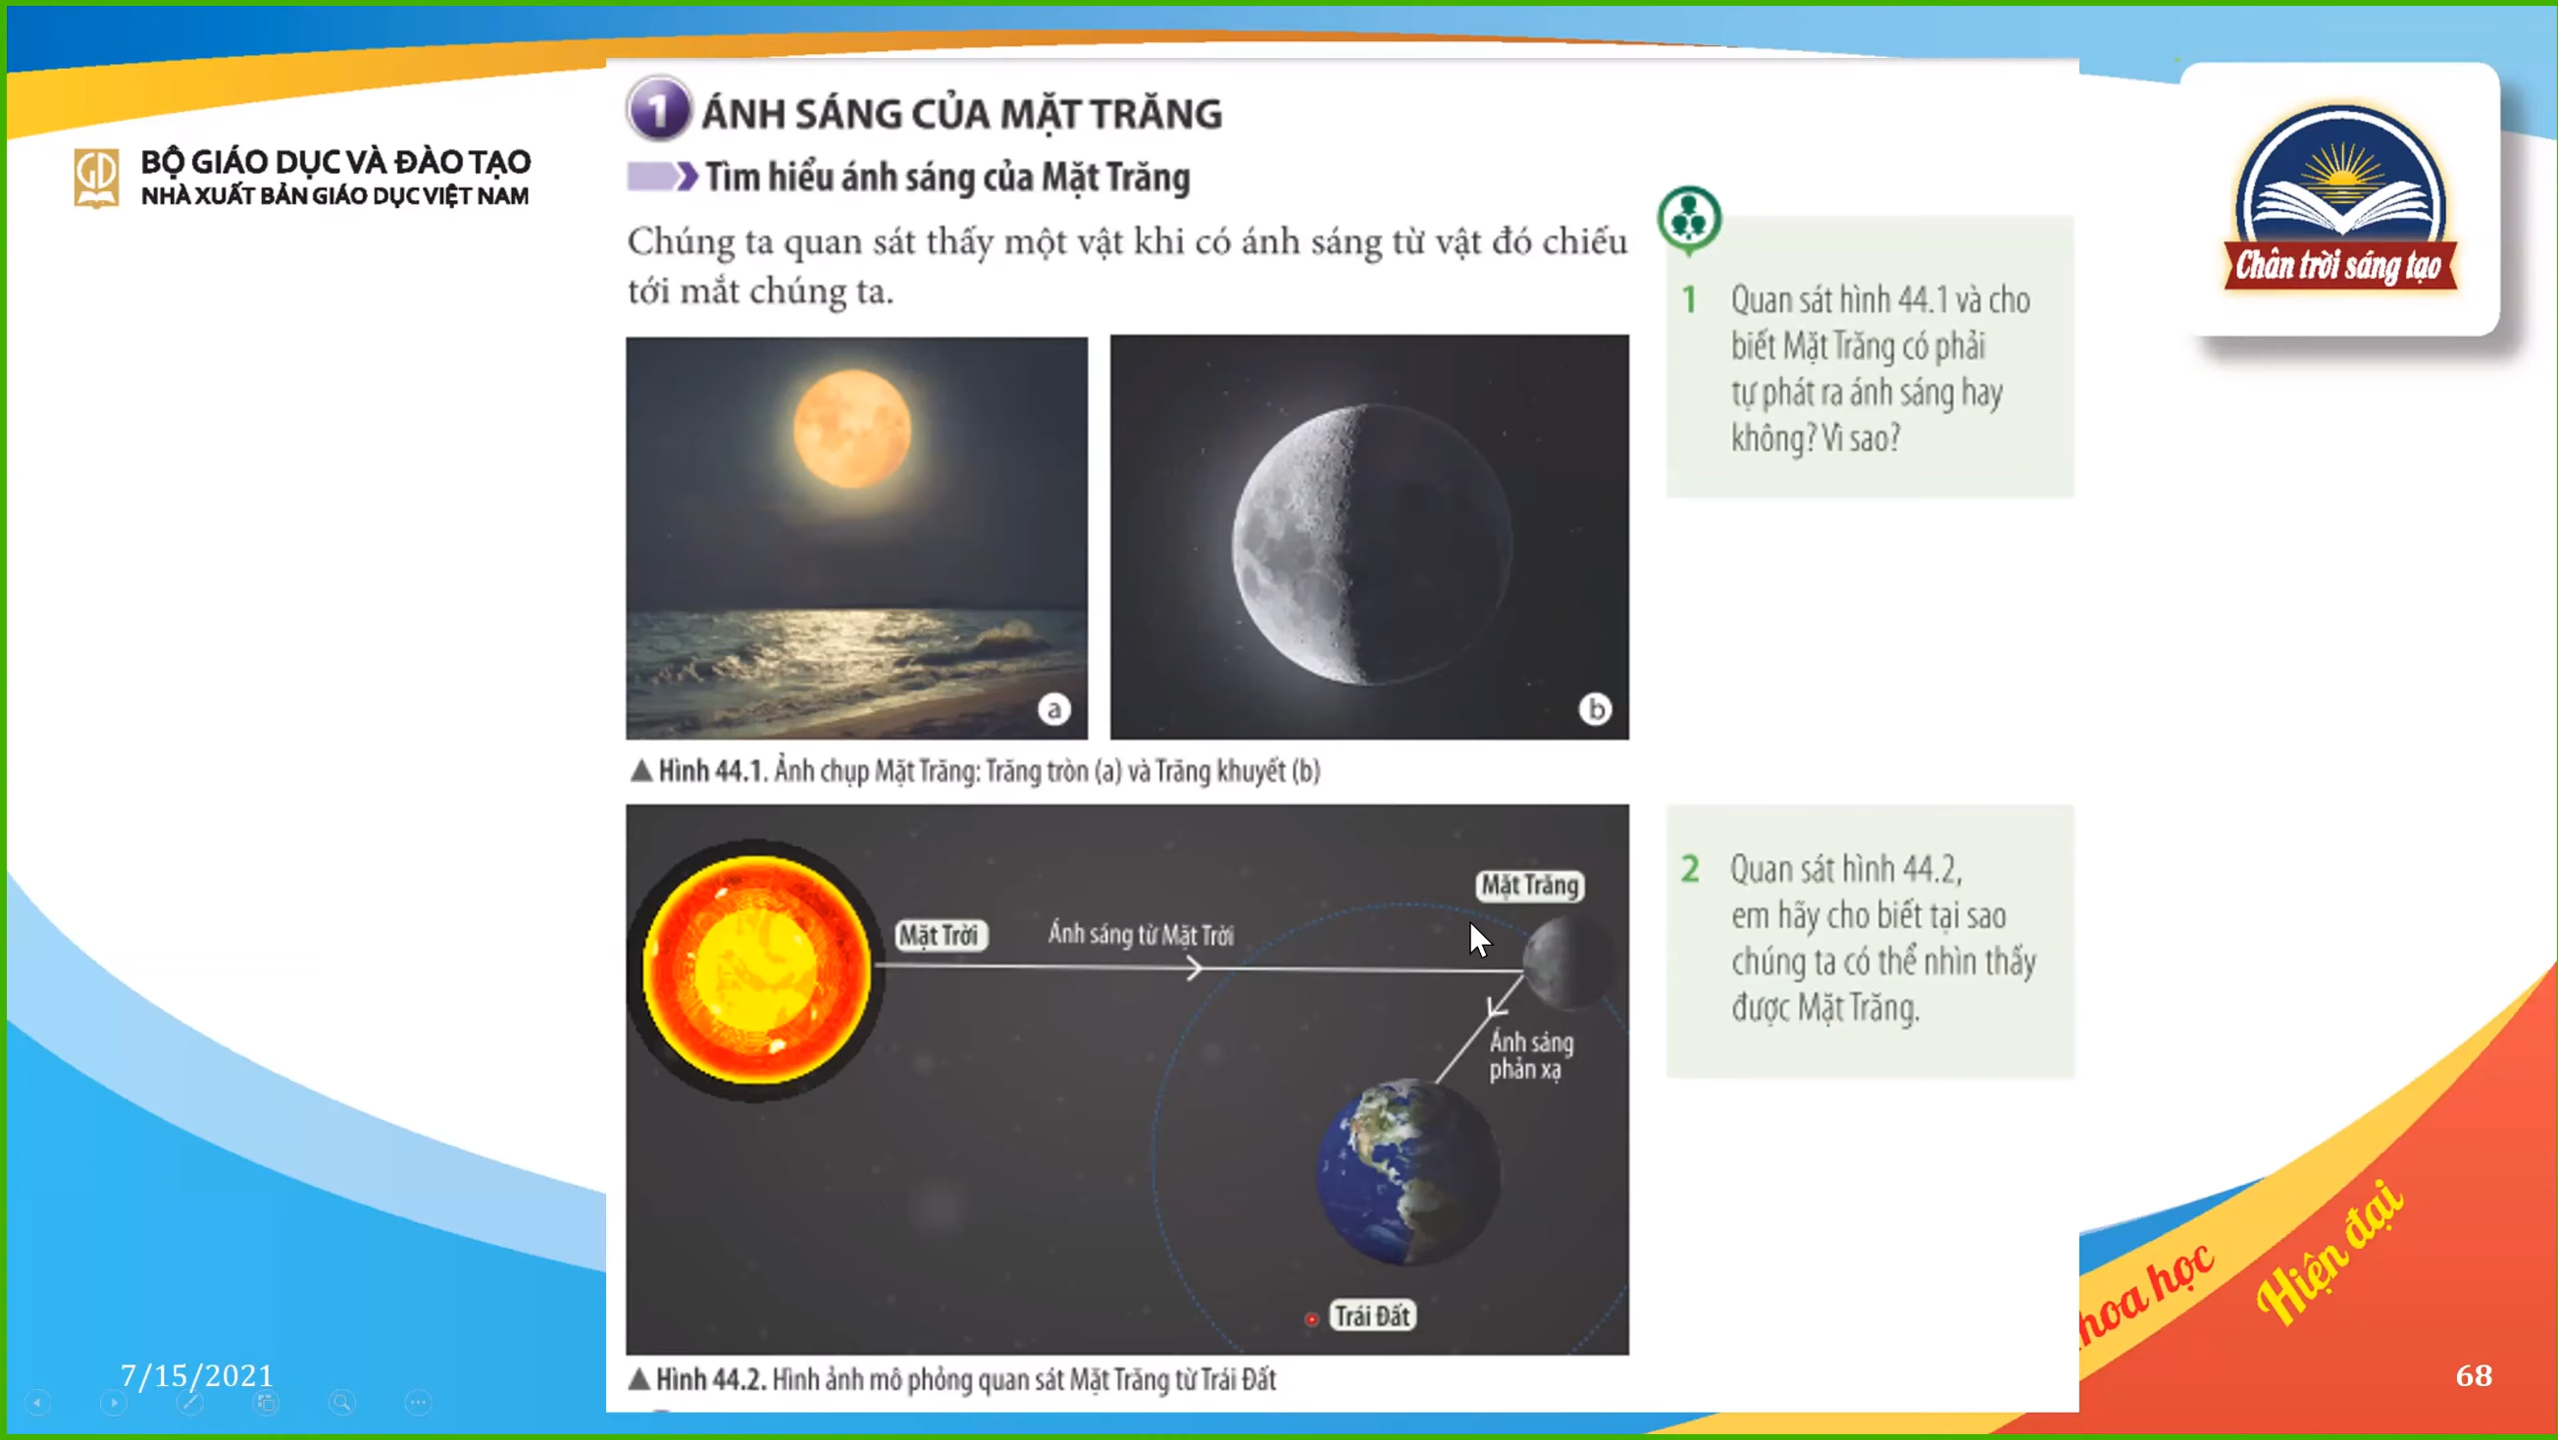 BỘ GIÁO DỤC VÀ ĐÀO TẠO
NHÀ XUẤT BẢN GIÁO DỤC VIỆT NAM
GD
Chân trời sáng tạo
1 ÁNH SÁNG CỦA MẶT TRĂNG
Tìm hiểu ánh sáng của Mặt Trăng
Chúng ta quan sát thấy một vật khi có ánh sáng từ vật đó chiếu
tới mắt chúng ta.
a
b
▲ Hình 44.1. Ảnh chụp Mặt Trăng: Trăng tròn (a) và Trăng khuyết (b)
1 Quan sát hình 44.1 và cho
biết Mặt Trăng có phải
tự phát ra ánh sáng hay
không? Vì sao?
Mặt Trăng
Mặt Trời
Ánh sáng từ Mặt Trời
Ánh sáng
phản xạ
Trái Đất
▲ Hình 44.2. Hình ảnh mô phỏng quan sát Mặt Trăng từ Trái Đất
2 Quan sát hình 44.2,
em hãy cho biết tại sao
chúng ta có thể nhìn thấy
được Mặt Trăng.
hoa học
Hiện đại
7/15/2021
68